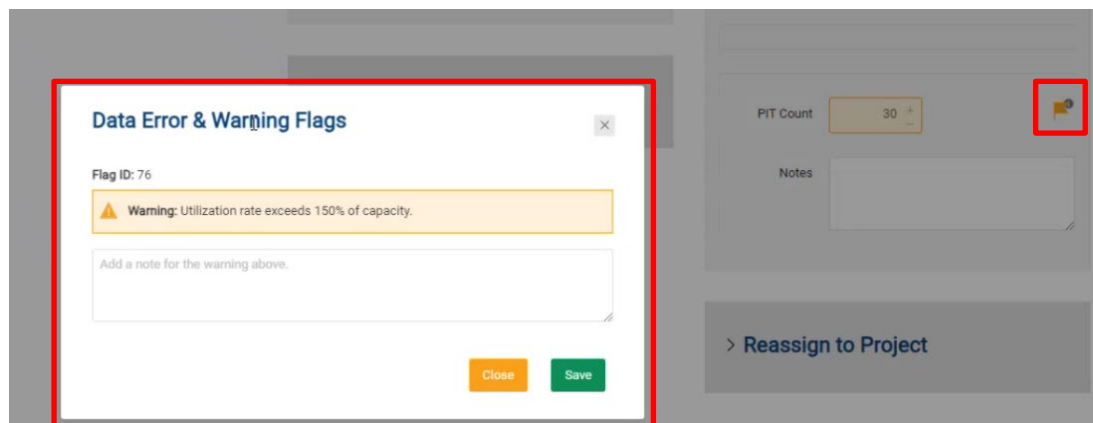 Data Error & Warning Flags
Flag ID: 76
Warning: Utilization rate exceeds 150% of capacity.
Add a note for the warning above.
Close
Save
PIT Count
30
Notes
> Reassign to Project